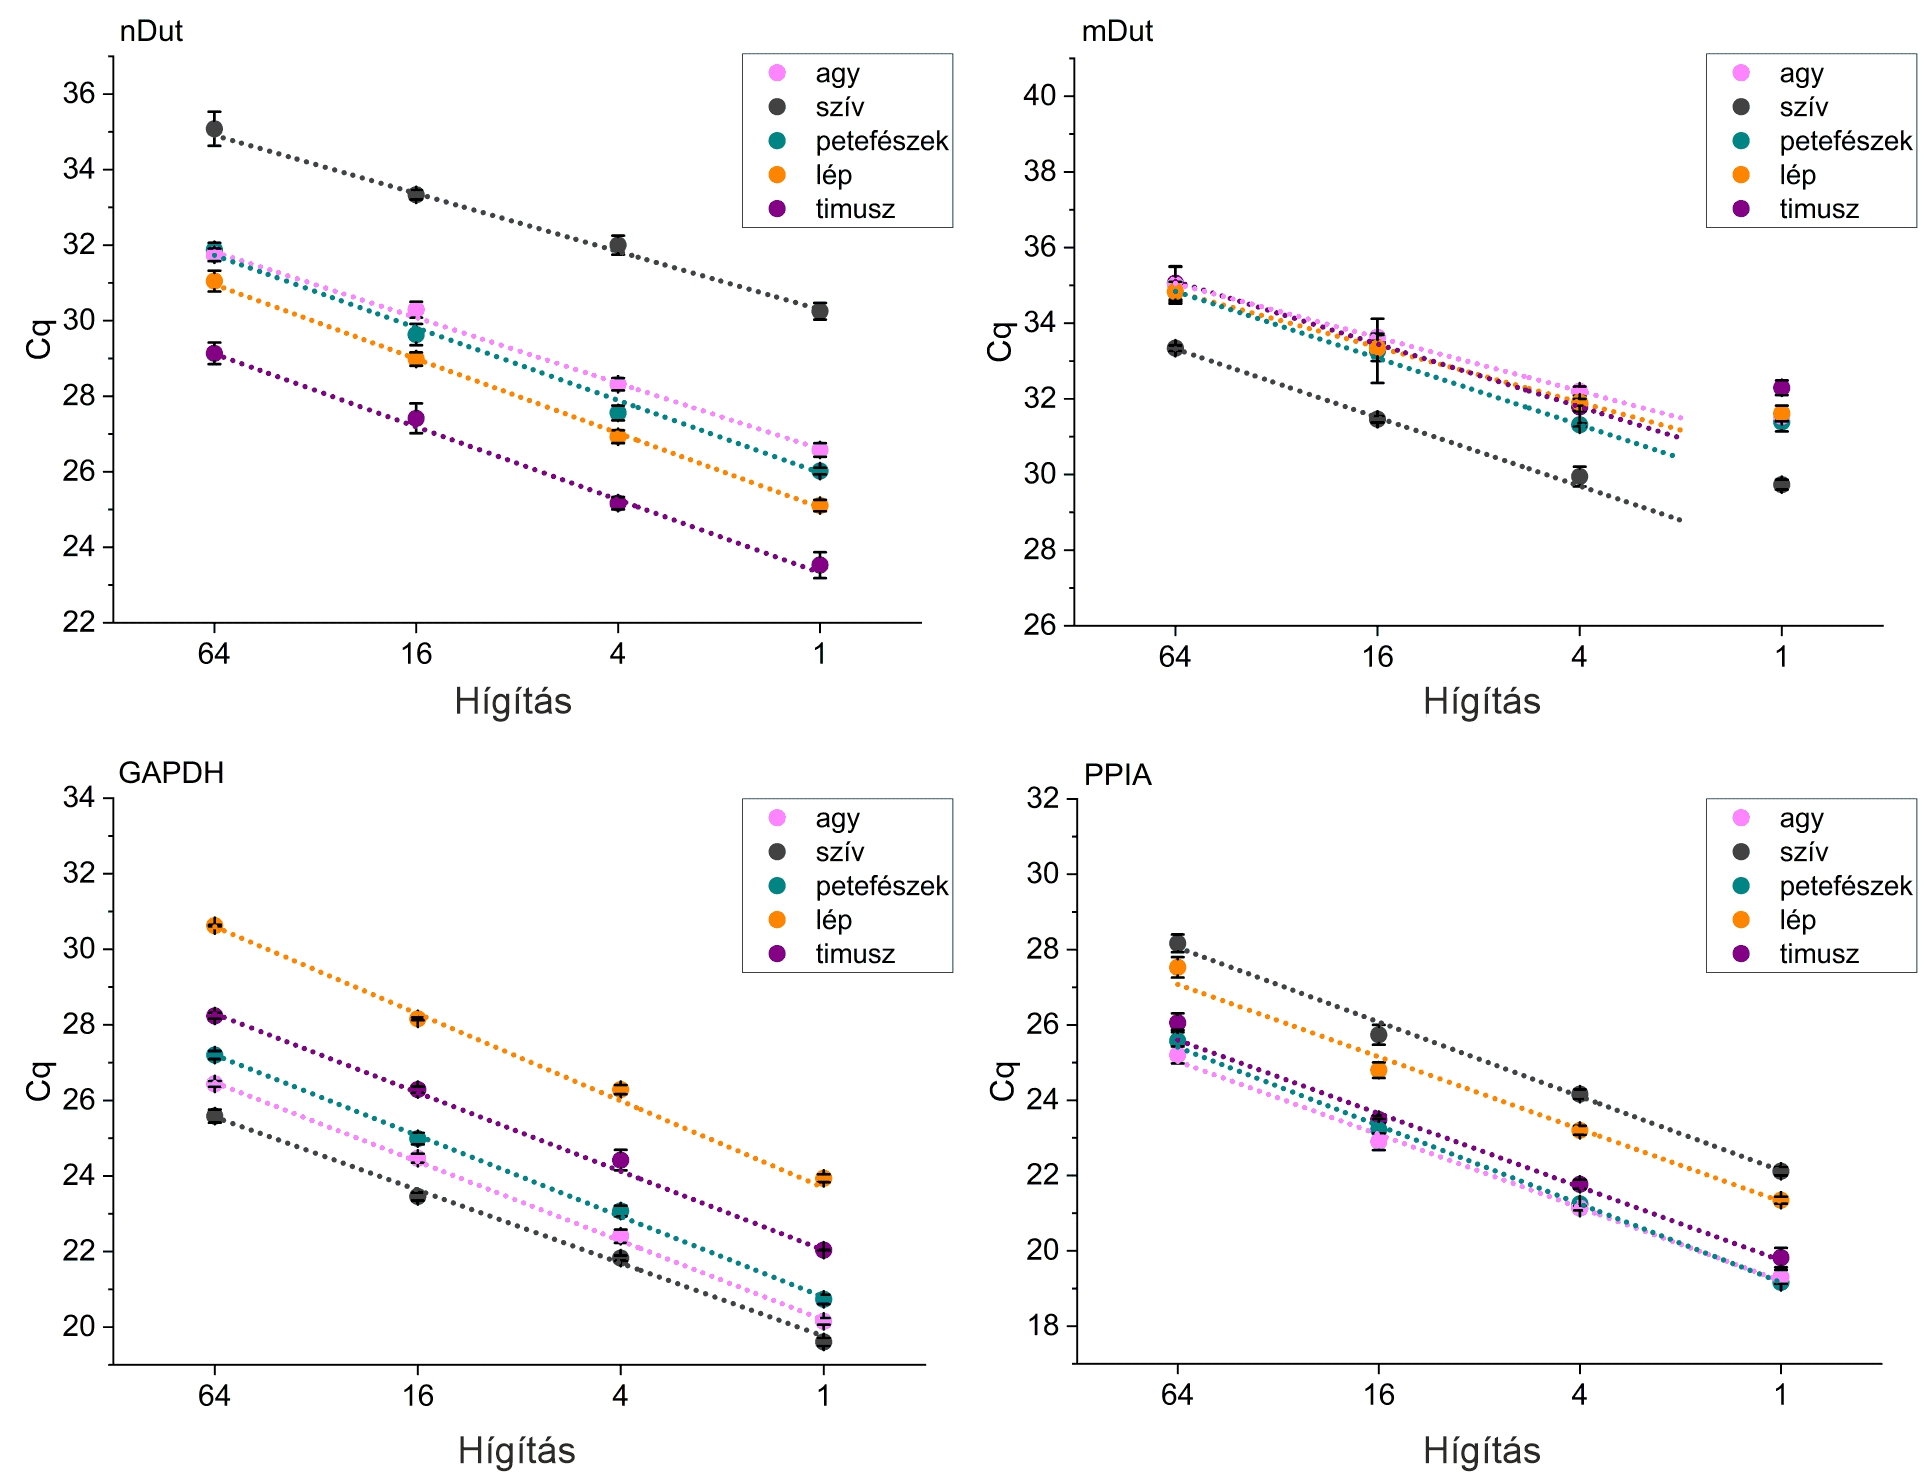 nDut
36
34
32
30
28
26
24
22
Cq
64 16 4 1
Hígítás
agy
szív
petefészek
lép
timusz
mDut
40
38
36
34
32
30
28
26
Cq
64 16 4 1
Hígítás
agy
szív
petefészek
lép
timusz
GAPDH
34
32
30
28
26
24
22
20
Cq
64 16 4 1
Hígítás
agy
szív
petefészek
lép
timusz
PPIA
32
30
28
26
24
22
20
18
Cq
64 16 4 1
Hígítás
agy
szív
petefészek
lép
timusz